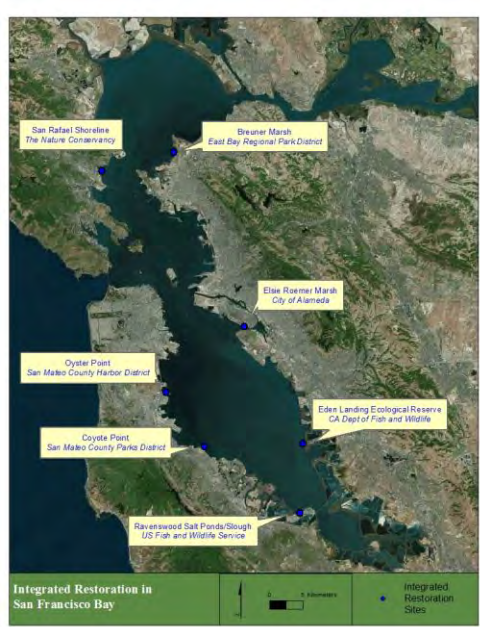 San Rafael Shoreline
The Nature Conservancy
Breuner Marsh
East Bay Regional Park District
Elsie Roemer Marsh
City of Alameda
Oyster Point
San Mateo County Harbor District
Eden Landing Ecological Reserve
CA Dept of Fish and Wildlife
Coyote Point
San Mateo County Parks District
Ravenswood Salt Ponds/Slough
US Fish and Wildlife Service
Integrated Restoration in
San Francisco Bay
0 5 Kilometers
Integrated
Restoration
Sites